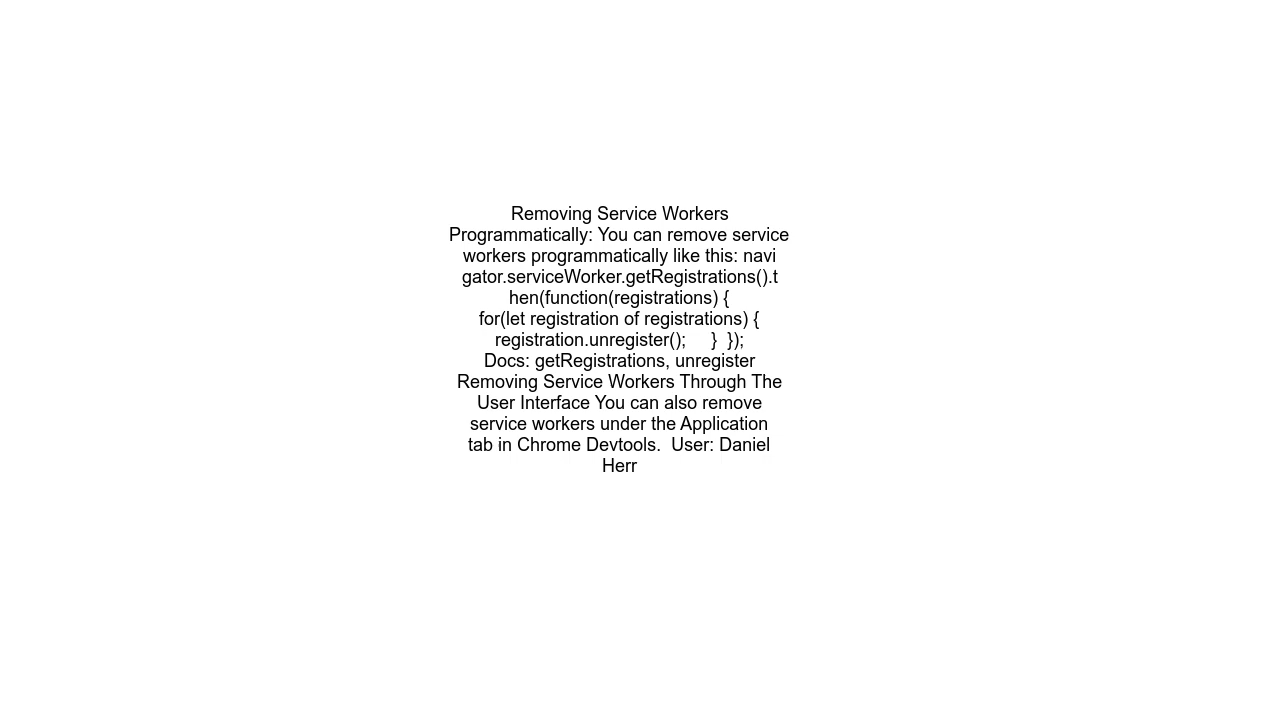 Removing Service Workers
Programmatically: You can remove service
workers programmatically like this: navi
gator.serviceWorker.getRegistrations().t
hen(function(registrations) {
for(let registration of registrations) {
registration.unregister();     }  });
Docs: getRegistrations, unregister
Removing Service Workers Through The
User Interface You can also remove
service workers under the Application
tab in Chrome Devtools.  User: Daniel
Herr